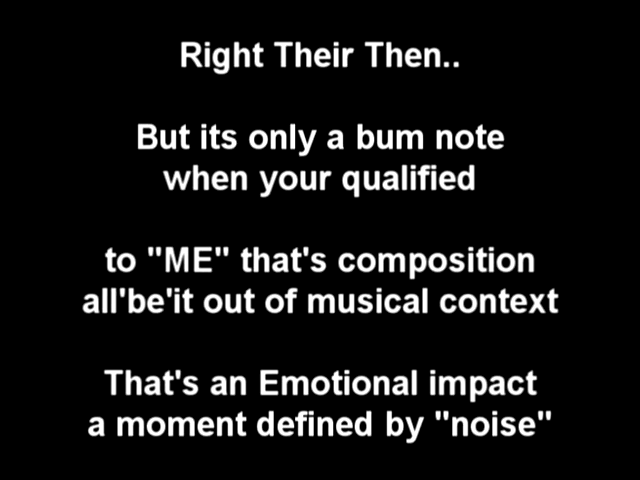 Right Their Then..
But its only a bum note
when your qualified
to "ME" that's composition
all'be'it out of musical context
That's an Emotional impact
a moment defined by "noise"